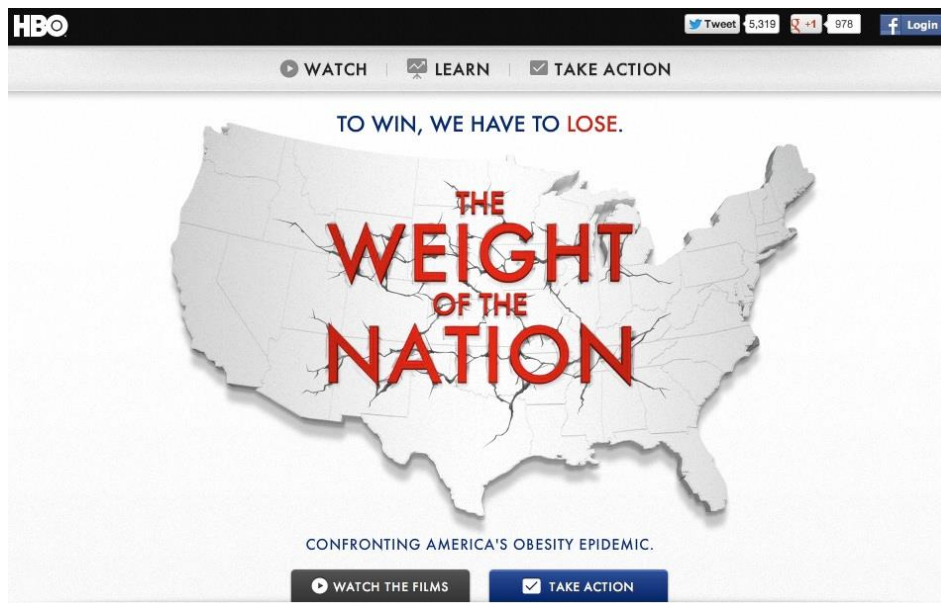 HBO Tweet 5,319 +1 978 f Login
WATCH LEARN TAKE ACTION
TO WIN, WE HAVE TO LOSE.
THE
WEIGHT
OF THE
NATION
CONFRONTING AMERICA'S OBESITY EPIDEMIC.
WATCH THE FILMS TAKE ACTION